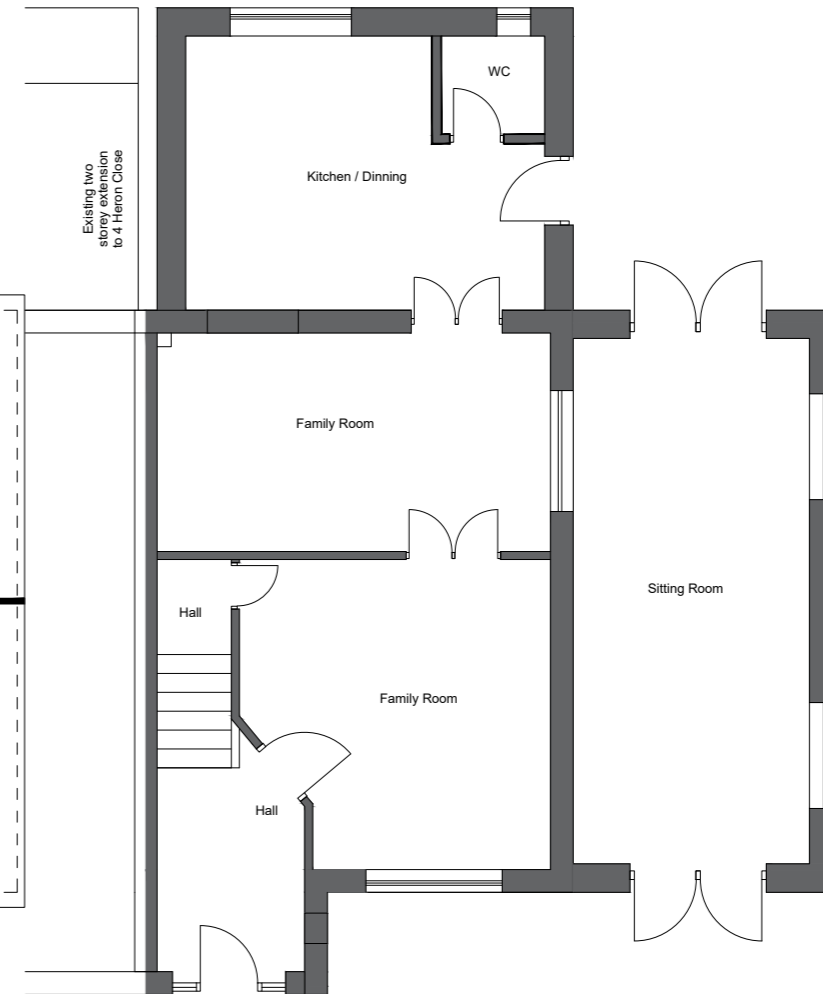 WC
Existing two
storey extension
to 4 Heron Close
Kitchen / Dinning
Family Room
Sitting Room
Hall
Family Room
Hall